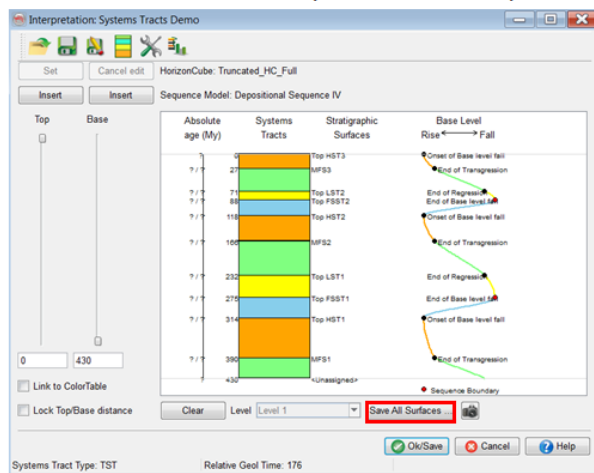 Interpretation: Systems Tracts Demo
Set Cancel edit HorizonCube: Truncated_HC_Full
Insert Insert Sequence Model: Depositional Sequence IV
Top Base
Absolute age (My) Systems Tracts Stratigraphic Surfaces Base Level
Rise Fall
? 0 Top HST3 Onset of Base level fall
? / ? 27 MFS3 End of Transgression
? / ? 71 Top LST2 End of Regression
? / ? 88 Top FSST2 End of Base level fall
? / ? 118 Top HST2 Onset of Base level fall
? / ? 166 MFS2 End of Transgression
? / ? 232 Top LST1 End of Regression
? / ? 275 Top FSST1 End of Base level fall
? / ? 314 Top HST1 Onset of Base level fall
? / ? 390 MFS1 End of Transgression
? 430 <Unassigned>
0 430
Sequence Boundary
Link to ColorTable
Lock Top/Base distance Clear Level Level 1 Save All Surfaces ...
Ok/Save Cancel Help
Systems Tract Type: TST Relative Geol Time: 176